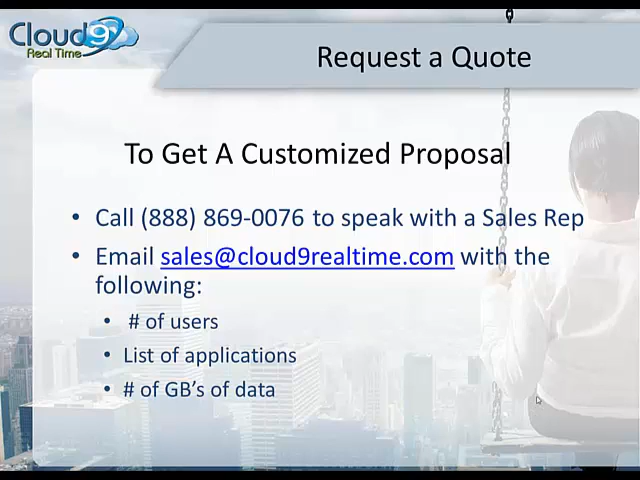 Cloud9
Real Time
Request a Quote
To Get A Customized Proposal
• Call (888) 869-0076 to speak with a Sales Rep
• Email sales@cloud9realtime.com with the
following:
• # of users
• List of applications
• # of GB's of data